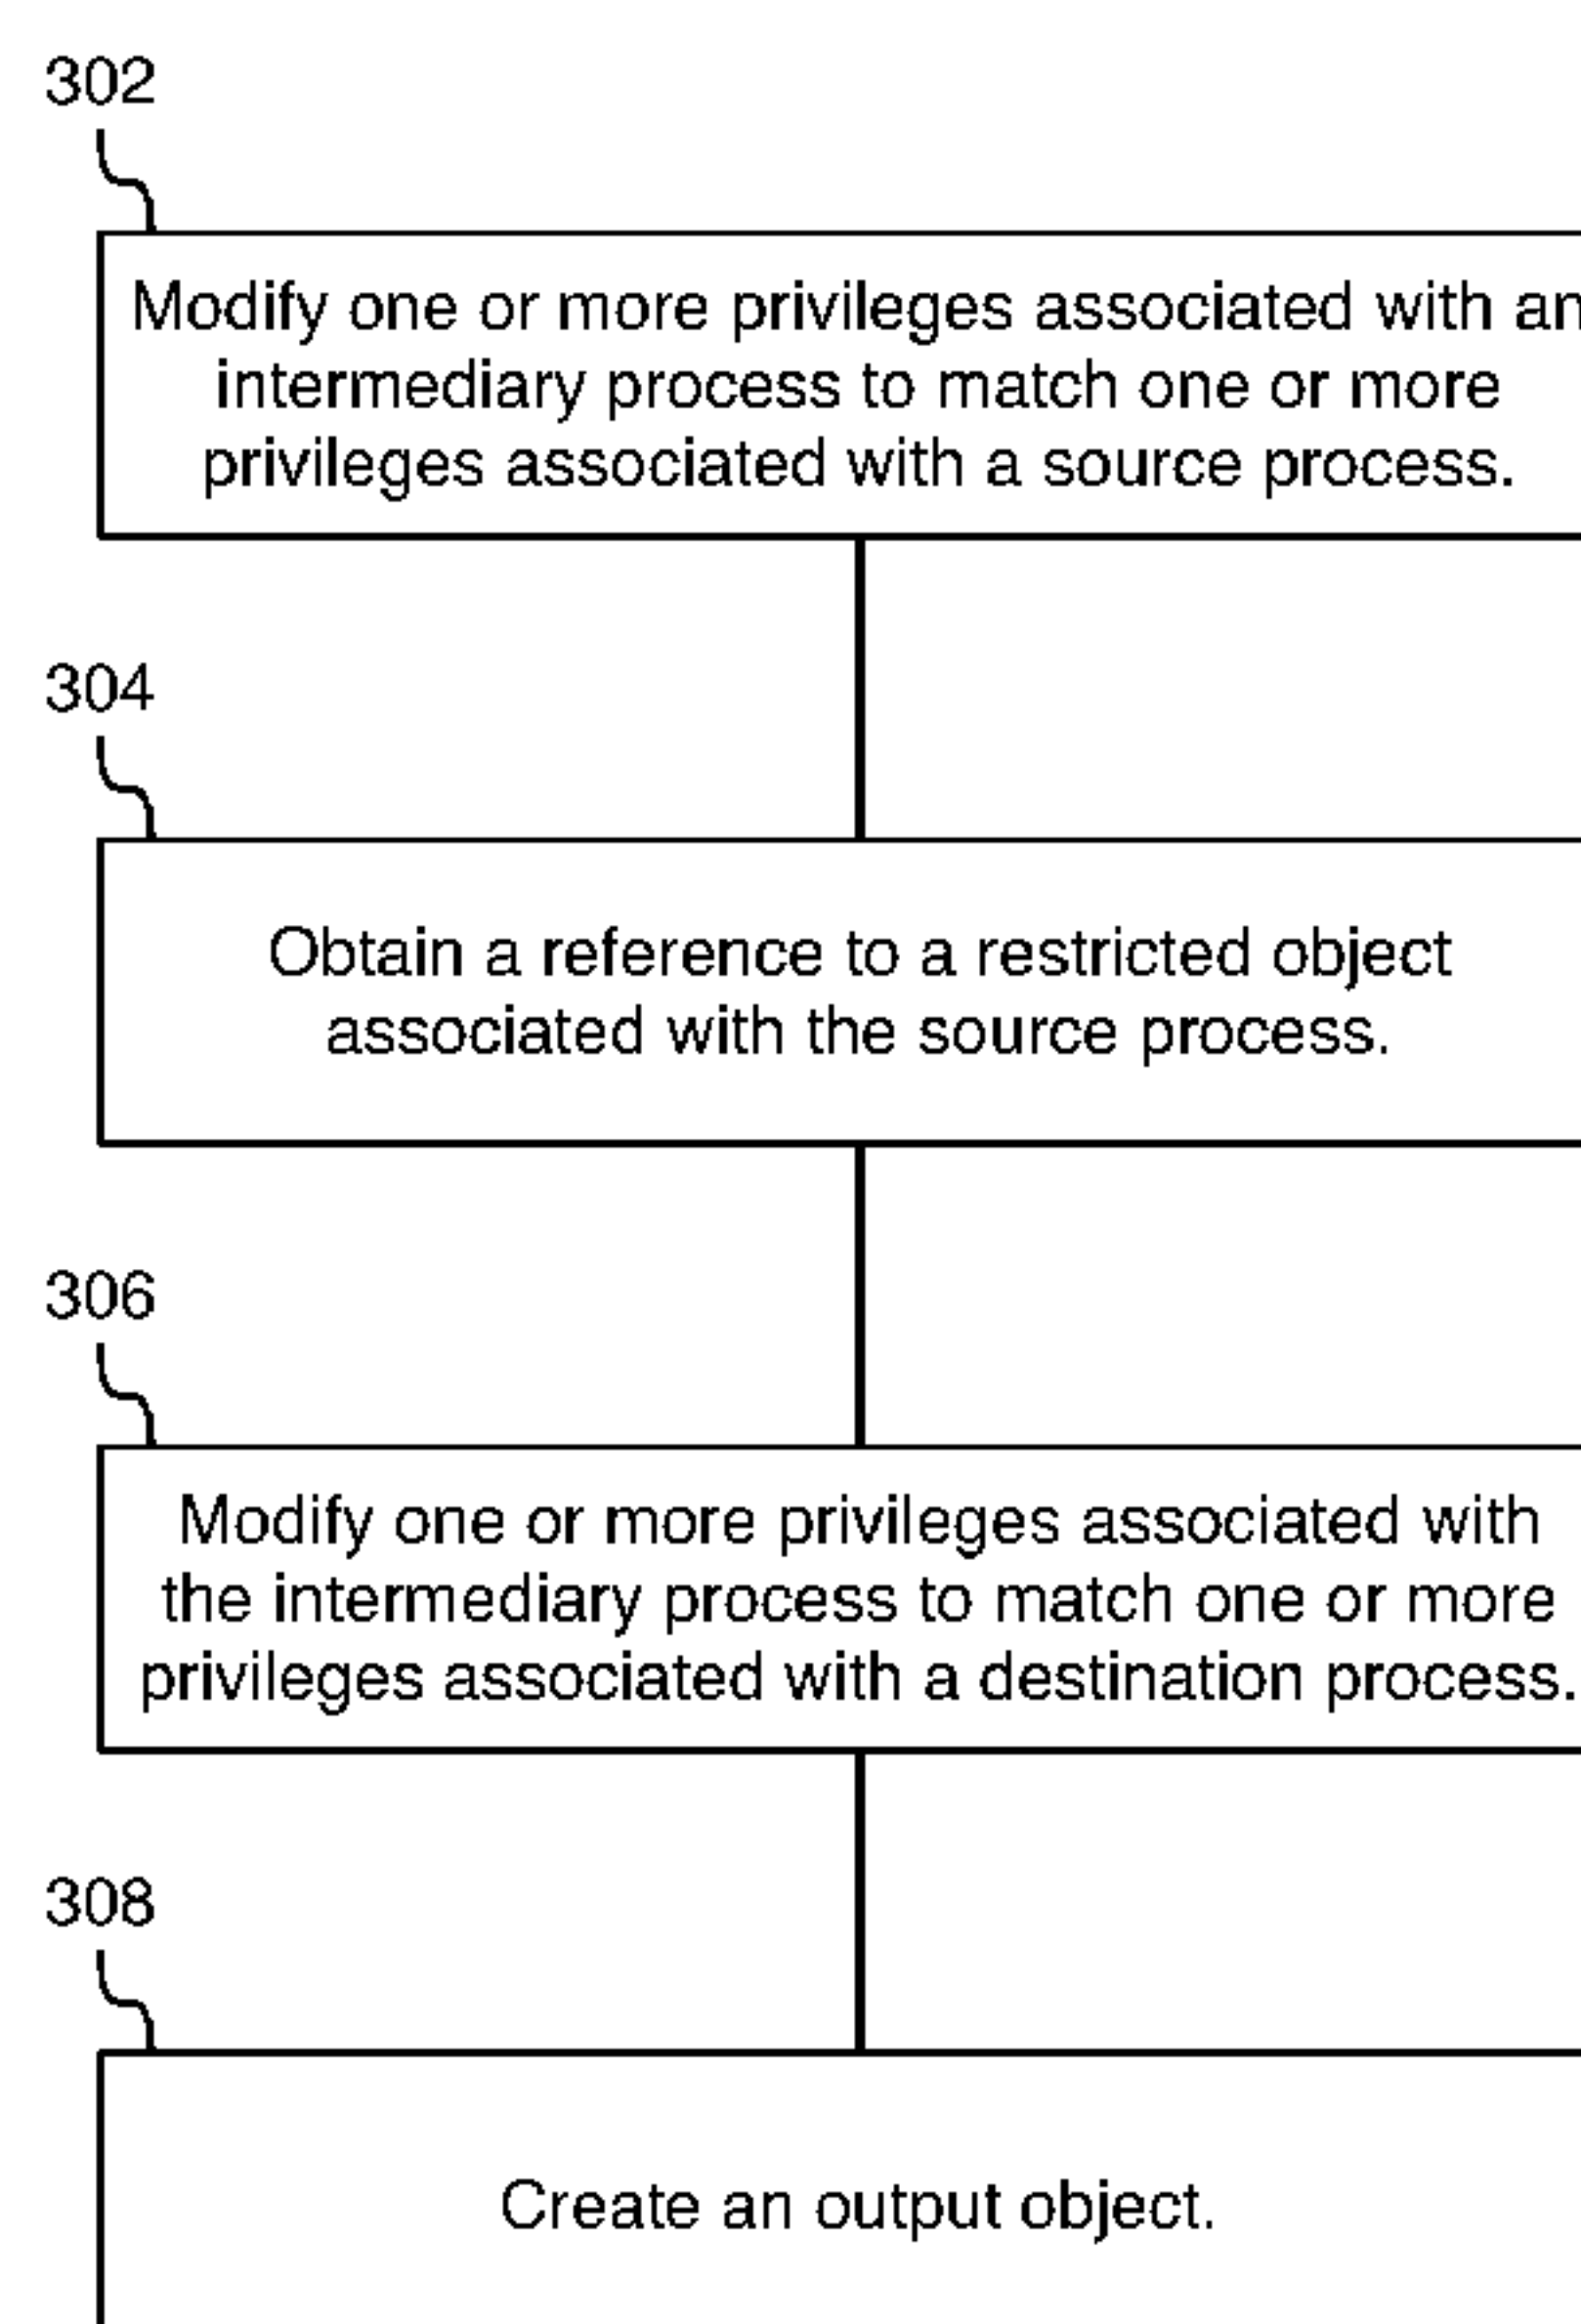 302
Modify one or more privileges associated with an
intermediary process to match one or more
privileges associated with a source process.
304
Obtain a reference to a restricted object
associated with the source process.
306
Modify one or more privileges associated with
the intermediary process to match one or more
privileges associated with a destination process.
308
Create an output object.